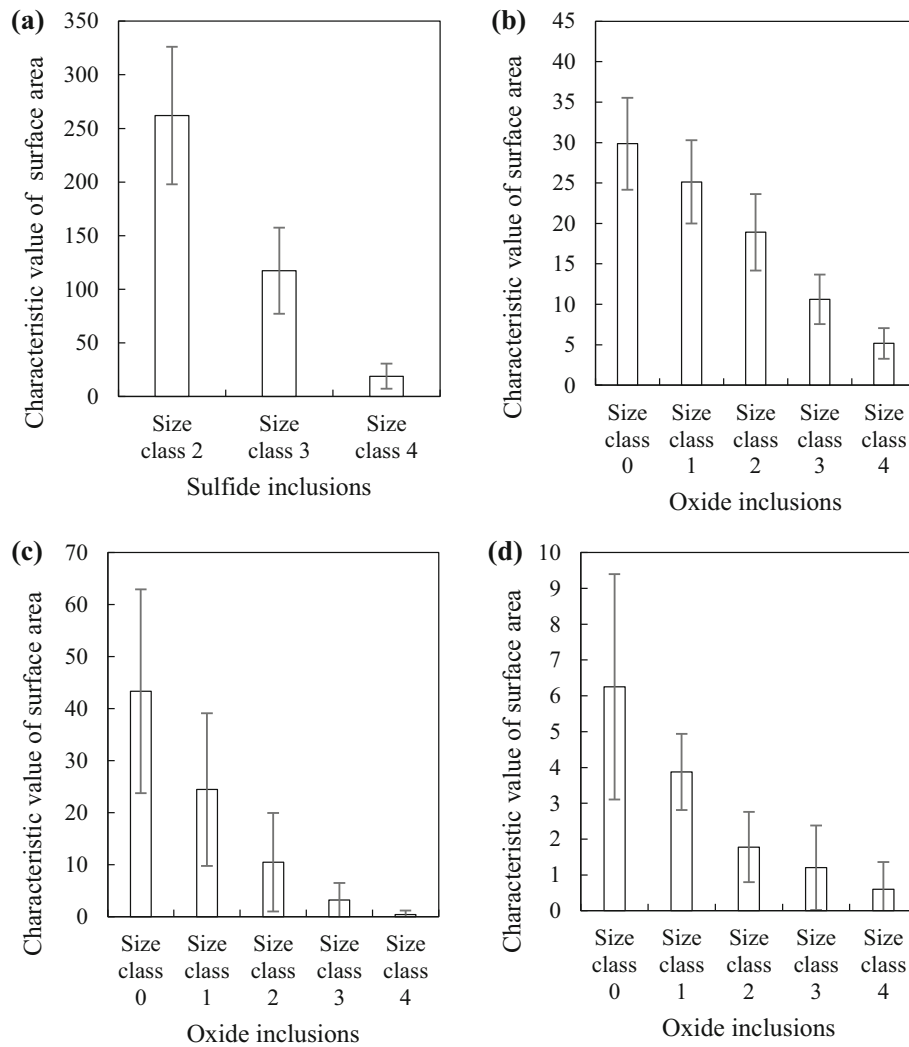 (a)
Characteristic value of surface area
350
300
250
200
150
100
50
0
Size Size Size
class 2 class 3 class 4
Sulfide inclusions
(b)
Characteristic value of surface area
45
40
35
30
25
20
15
10
5
0
Size Size Size Size Size
class class class class class
0 1 2 3 4
Oxide inclusions
(c)
Characteristic value of surface area
70
60
50
40
30
20
10
0
Size Size Size Size Size
class class class class class
0 1 2 3 4
Oxide inclusions
(d)
Characteristic value of surface area
10
9
8
7
6
5
4
3
2
1
0
Size Size Size Size Size
class class class class class
0 1 2 3 4
Oxide inclusions